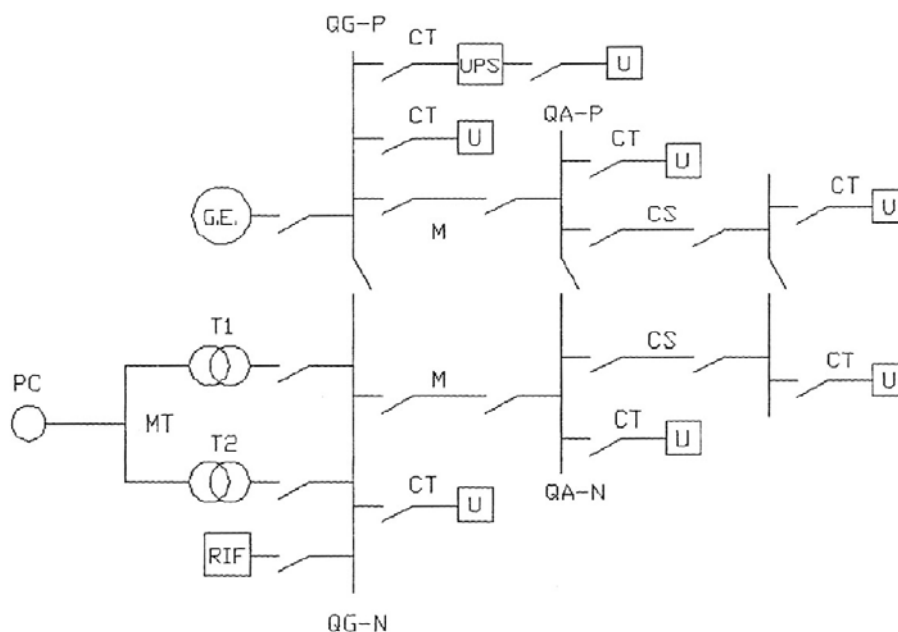 QG-P
CT
UPS
U
QA-P
CT
U
CT
U
CT
U
G.E.
M
CS
T1
CS
PC
M
CT
U
MT
T2
CT
U
CT
U
QA-N
RIF
QG-N